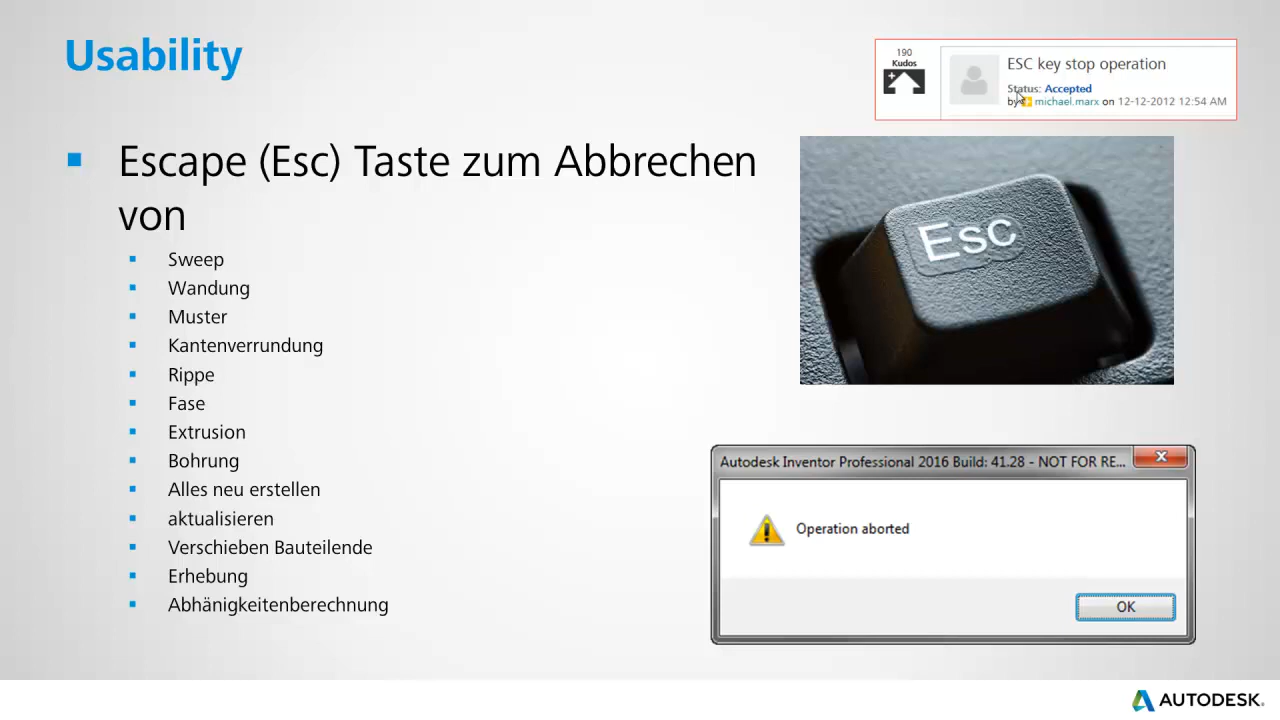 Usability
190
Kudos
ESC key stop operation
Status: Accepted
by michael.marx on 12-12-2012 12:54 AM
Escape (Esc) Taste zum Abbrechen
von
Sweep
Wandung
Muster
Kantenverrundung
Rippe
Fase
Extrusion
Bohrung
Alles neu erstellen
aktualisieren
Verschieben Bauteilende
Erhebung
Abhänigkeitenberechnung
Esc
Autodesk Inventor Professional 2016 Build: 41.28 - NOT FOR RE...
Operation aborted
OK
AUTODESK.